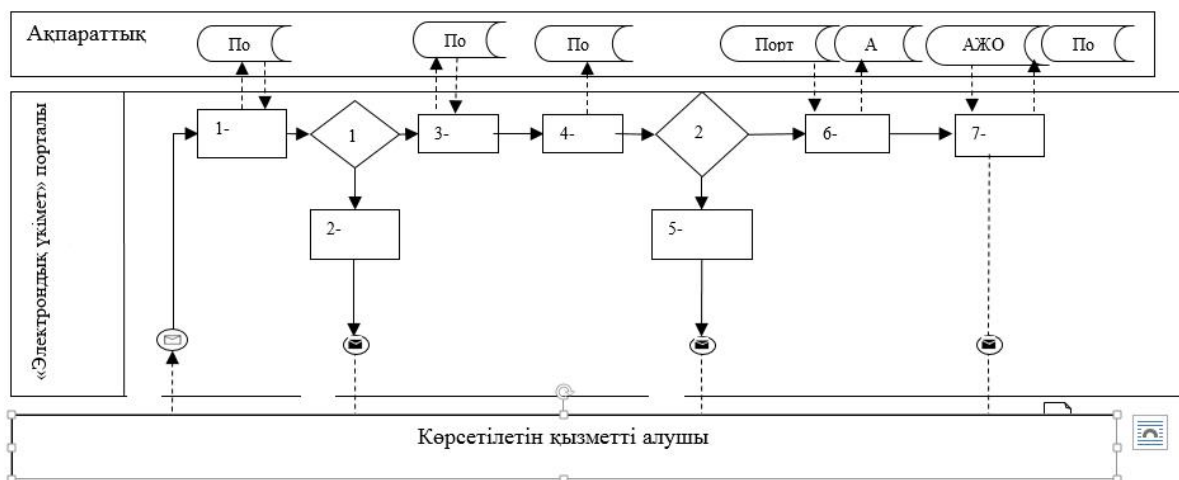 Ақпараттық
По
По
По
Порт
А
АЖО
По
«Электрондық үкімет» порталы
1-
1
3-
4-
2
6-
7-
2-
5-
Көрсетілетін қызметті алушы